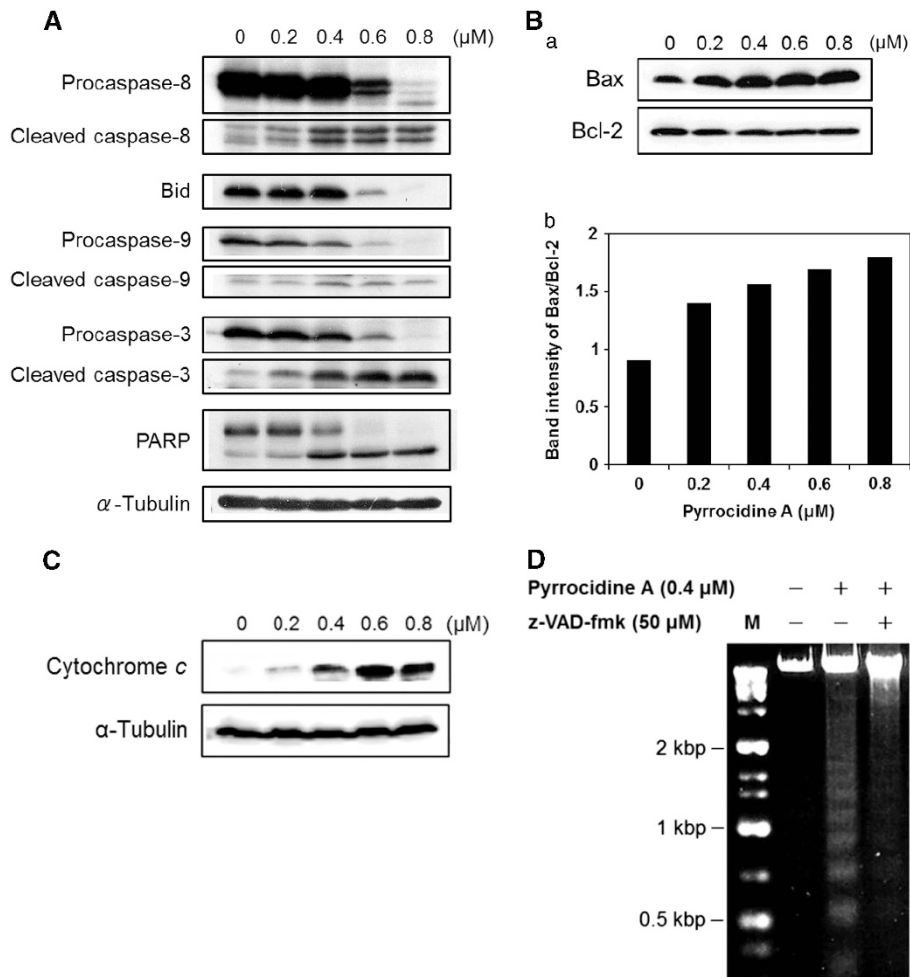 A
0 0.2 0.4 0.6 0.8 (μM)
Procaspase-8
Cleaved caspase-8
Bid
Procaspase-9
Cleaved caspase-9
Procaspase-3
Cleaved caspase-3
PARP
α-Tubulin
B
a
0 0.2 0.4 0.6 0.8 (μM)
Bax
Bcl-2
b
Band intensity of Bax/Bcl-2
2
1.5
1
0.5
0
0 0.2 0.4 0.6 0.8
Pyrrocidine A (μM)
C
0 0.2 0.4 0.6 0.8 (μM)
Cytochrome c
α-Tubulin
D
Pyrrocidine A (0.4 μM) – + +
z-VAD-fmk (50 μM) M – – +
2 kbp –
1 kbp –
0.5 kbp –